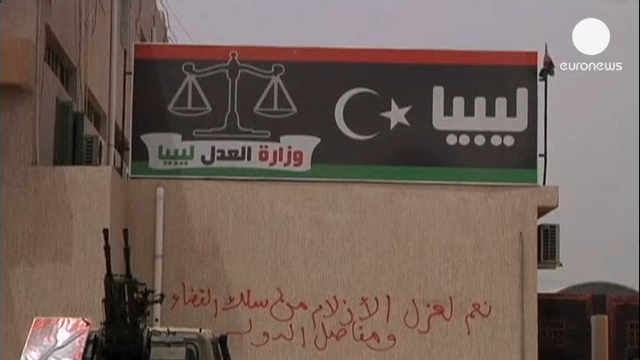 euronews
ليبيا
وزارة العدل ليبيا
نعم لعزل الأزلام من سلك القضاء
ومفاصل الدولة